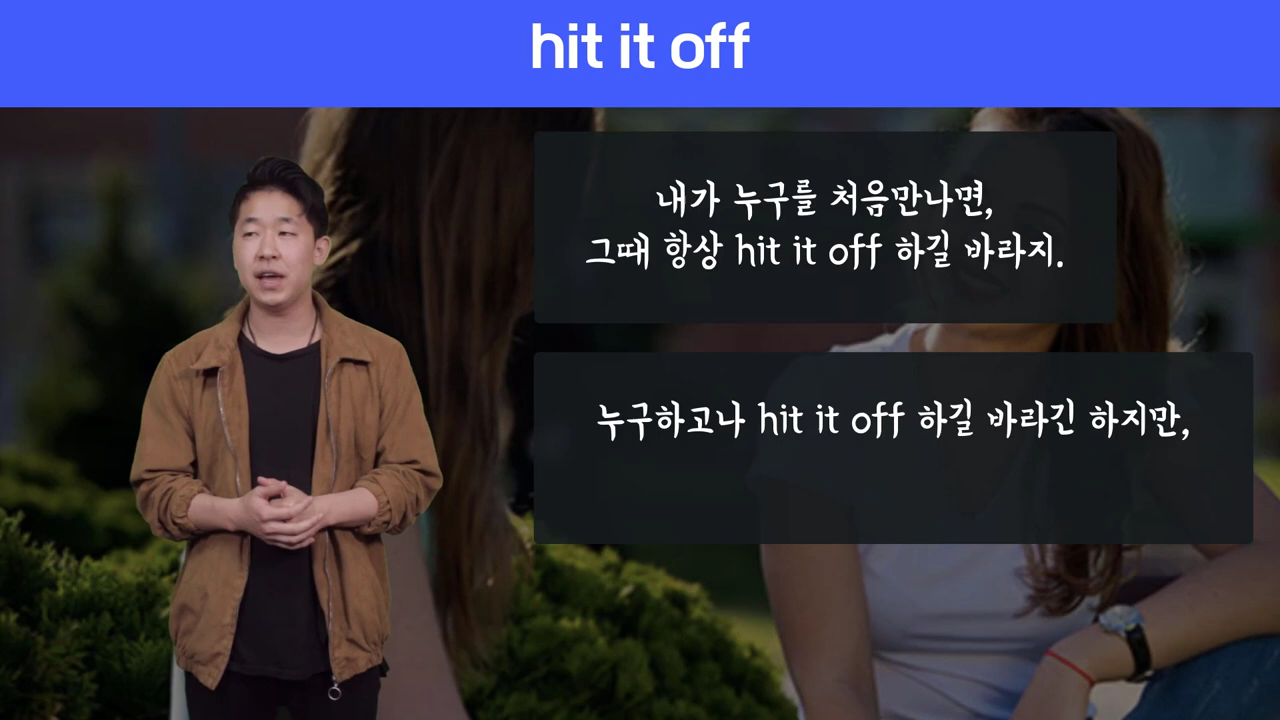 hit it off
내가 누구를 처음만나면,
그때 항상 hit it off 하길 바라지.
누구하고나 hit it off 하길 바라긴 하지만,